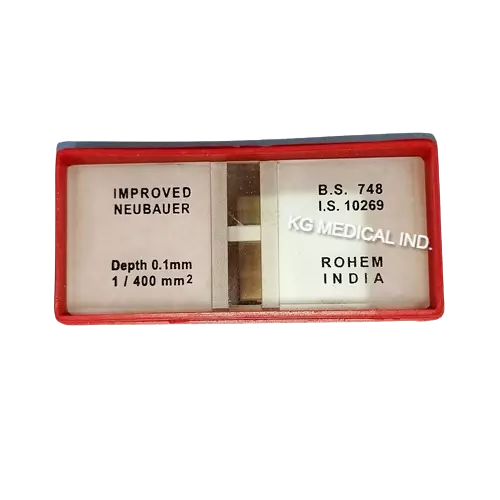 IMPROVED
NEUBAUER
Depth 0.1mm
1 / 400 mm2
B.S. 748
I.S. 10269
KG MEDICAL IND.
ROHEM
INDIA